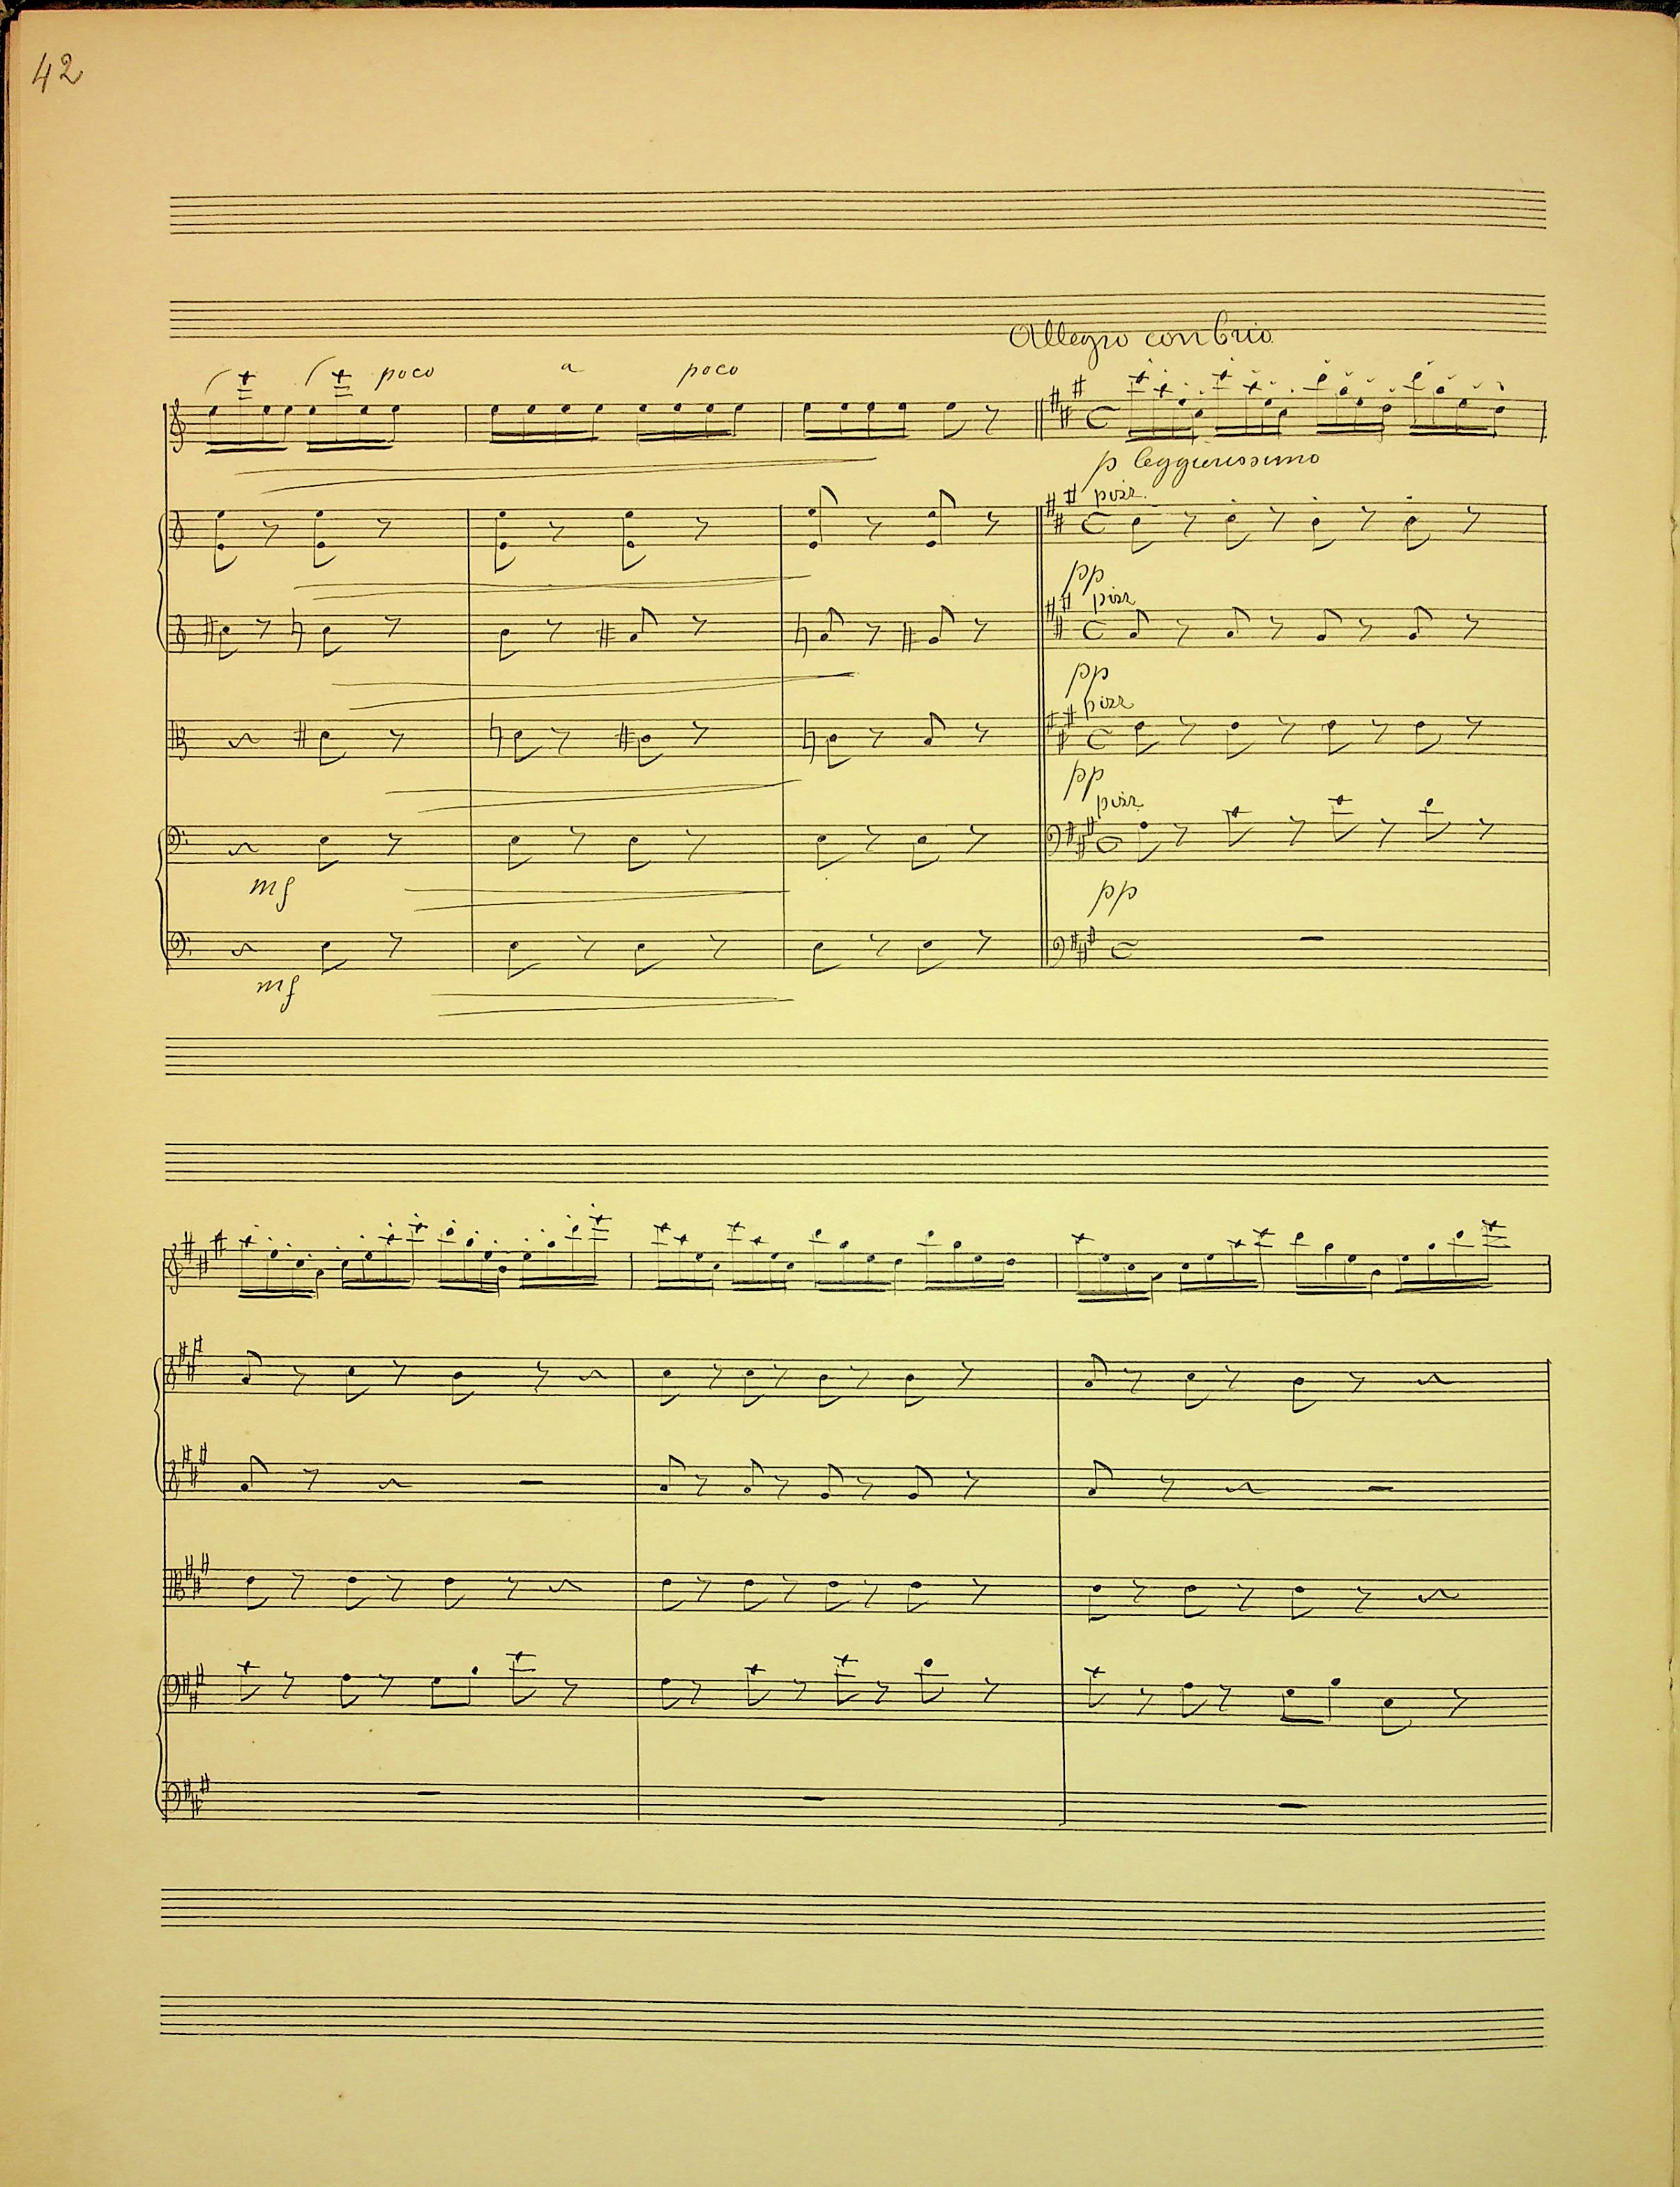 42
Allegro con brio
poco a poco
p leggierissimo
pizz.
pp
pizz
pp
pizz
pp
pizz.
mf pp
mf